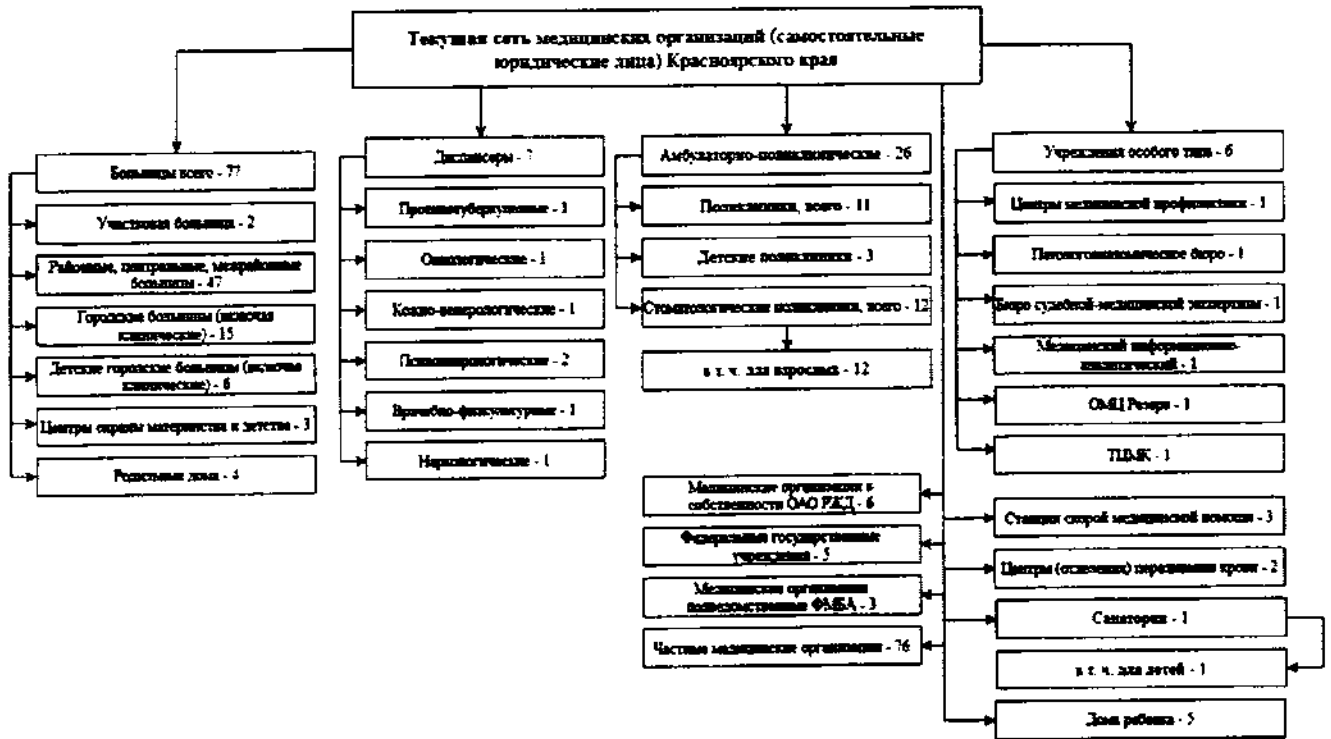 Текущая сеть медицинских организаций (самостоятельные
юридические лица) Красноярского края
Больницы всего - 77
Участковая больница - 2
Районные, центральные, межрайонные
больницы - 47
Городские больницы (включая
клинические) - 15
Детские городские больницы (включая
клинические) - 6
Центры охраны материнства и детства - 3
Родильные дома - 4
Диспансеры - 7
Противотуберкулезные - 1
Онкологические - 1
Кожно-венерологические - 1
Психоневрологические - 2
Врачебно-физкультурные - 1
Наркологические - 1
Амбулаторно-поликлинические - 26
Поликлиники, всего - 11
Детские поликлиники - 3
Стоматологические поликлиники, всего - 12
в т. ч. для взрослых - 12
Медицинские организации в
собственности ОАО РЖД - 6
Федеральные государственные
учреждения - 5
Медицинские организации
подведомственные ФМБА - 3
Частные медицинские организации - 76
Учреждения особого типа - 6
Центры медицинской профилактики - 1
Патологоанатомическое бюро - 1
Бюро судебной-медицинской экспертизы - 1
Медицинский информационно-
аналитический - 1
ОМЦ Резерв - 1
ТЦМК - 1
Станции скорой медицинской помощи - 3
Центры (отделения) переливания крови - 2
Санатории - 1
в т. ч. для детей - 1
Дома ребенка - 5